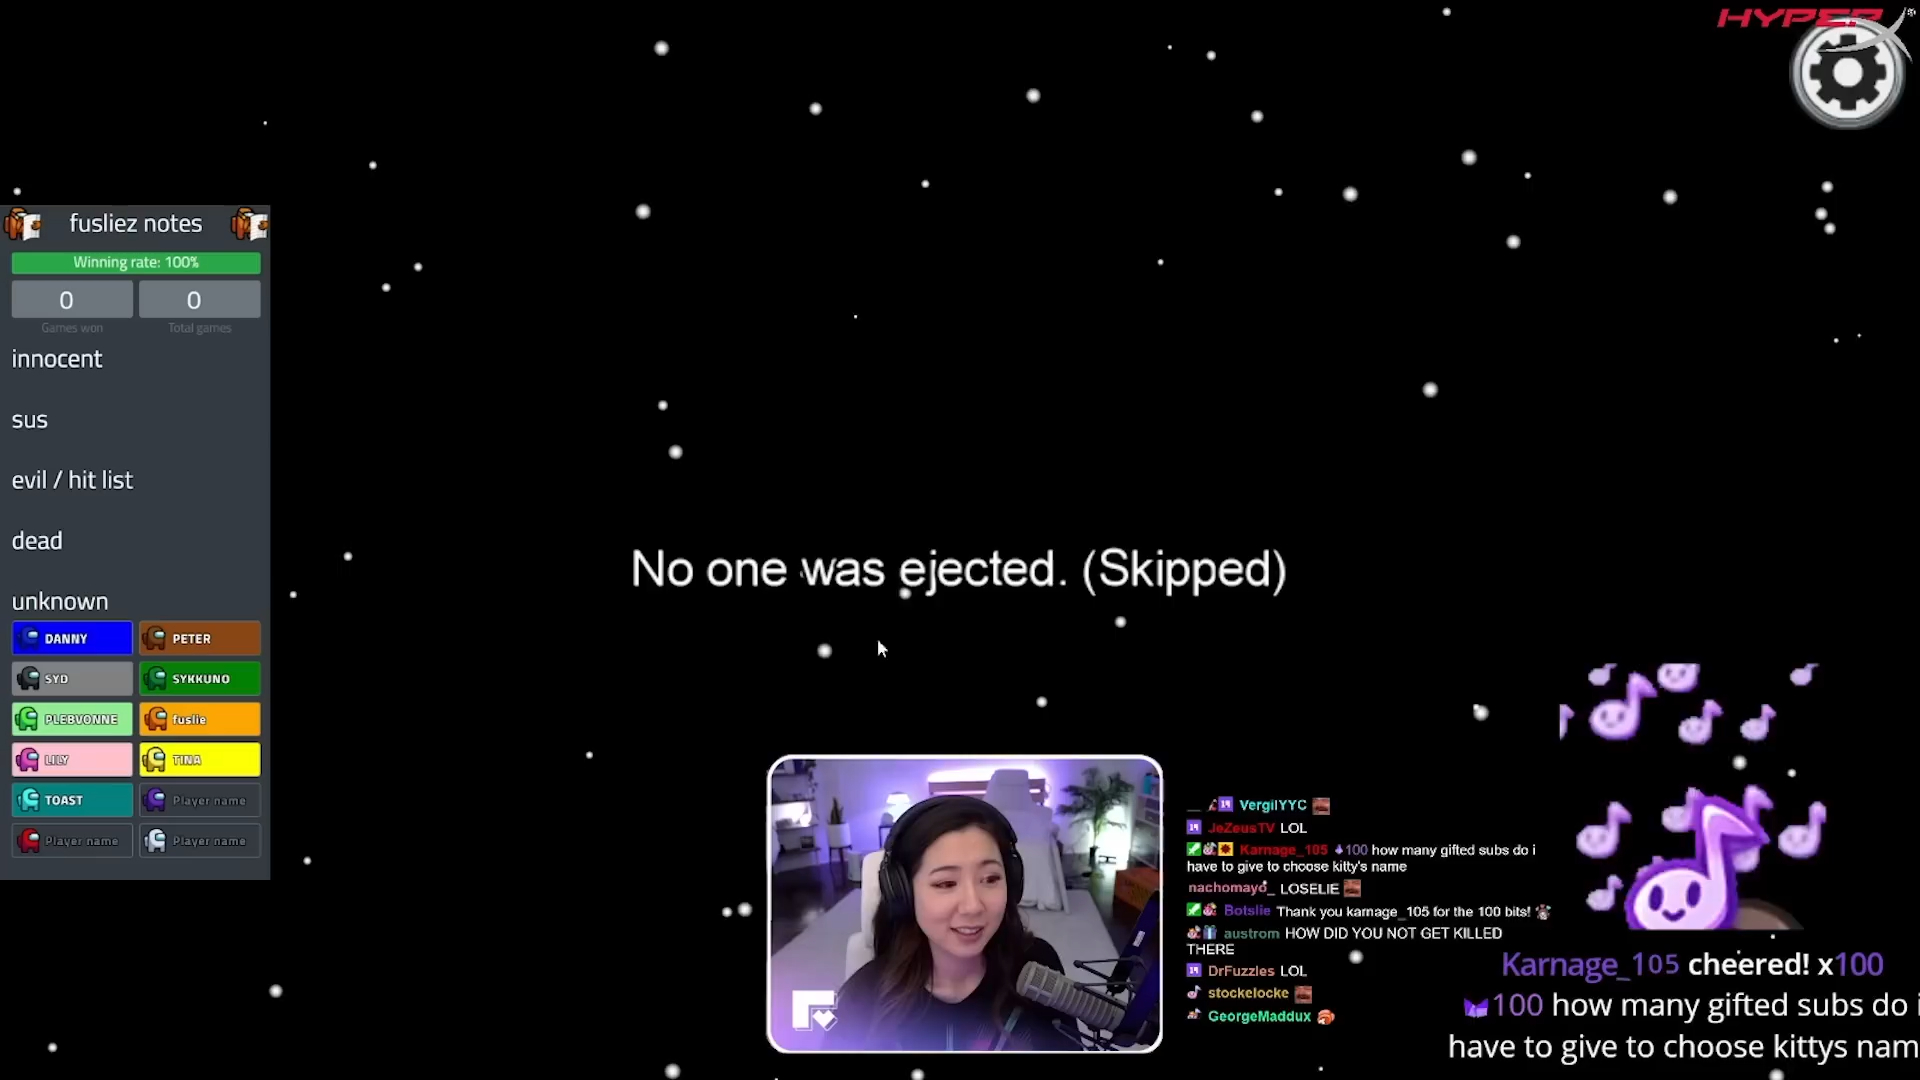 HYPERX
fusliez notes
Winning rate: 100%
0
0
Games won
Total games
innocent
sus
evil / hit list
dead
unknown
DANNY
PETER
SYD
SYKKUNO
PLEBVONNE
fuslie
LILY
TINA
TOAST
Player name
Player name
Player name
No one was ejected. (Skipped)
VergilYYC
JeZeusTV LOL
Karnage_105 100 how many gifted subs do i
have to give to choose kitty's name
nachomayo_ LOSELIE
Botslie Thank you karnage_105 for the 100 bits!
austrom HOW DID YOU NOT GET KILLED
THERE
DrFuzzles LOL
stockelocke
GeorgeMaddux
Karnage_105 cheered! x100
100 how many gifted subs do i
have to give to choose kittys nam